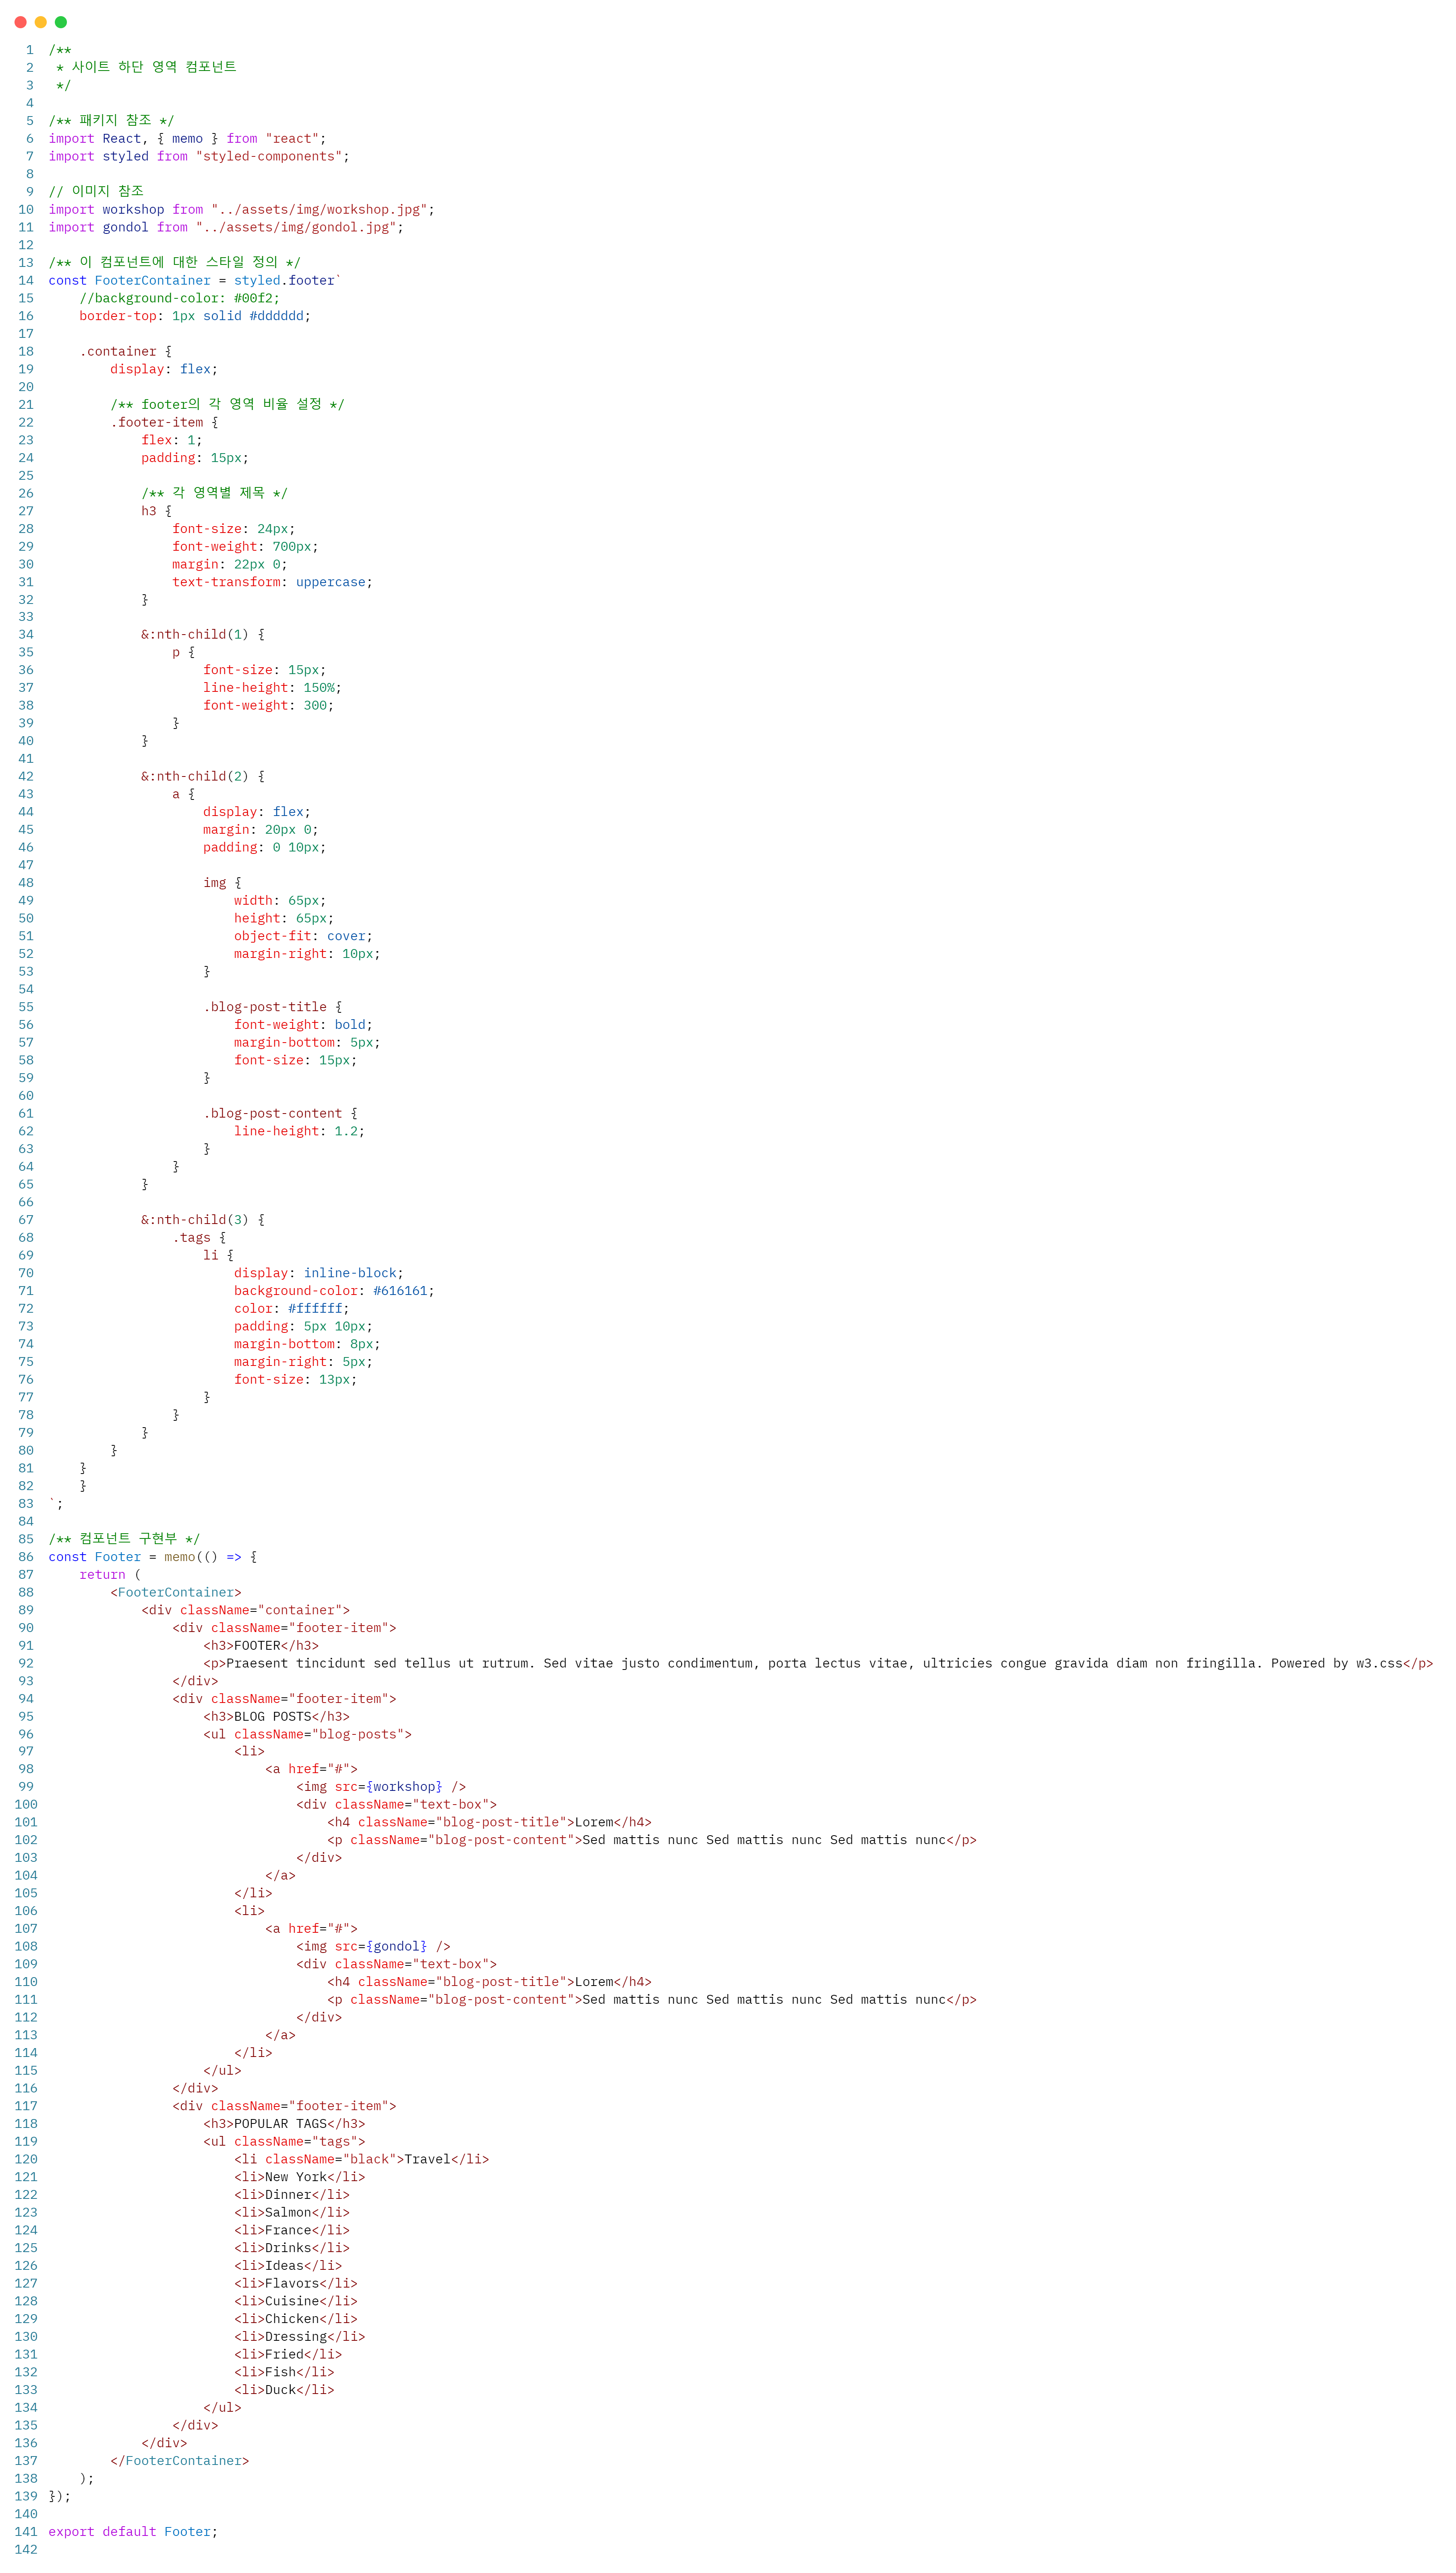 1 /**
2  * 사이트 하단 영역 컴포넌트
3  */
4
5 /** 패키지 참조 */
6 import React, { memo } from "react";
7 import styled from "styled-components";
8
9 // 이미지 참조
10 import workshop from "../assets/img/workshop.jpg";
11 import gondol from "../assets/img/gondol.jpg";
12
13 /** 이 컴포넌트에 대한 스타일 정의 */
14 const FooterContainer = styled.footer`
15     //background-color: #00f2;
16     border-top: 1px solid #dddddd;
17
18     .container {
19         display: flex;
20
21         /** footer의 각 영역 비율 설정 */
22         .footer-item {
23             flex: 1;
24             padding: 15px;
25
26             /** 각 영역별 제목 */
27             h3 {
28                 font-size: 24px;
29                 font-weight: 700px;
30                 margin: 22px 0;
31                 text-transform: uppercase;
32             }
33
34             &:nth-child(1) {
35                 p {
36                     font-size: 15px;
37                     line-height: 150%;
38                     font-weight: 300;
39                 }
40             }
41
42             &:nth-child(2) {
43                 a {
44                     display: flex;
45                     margin: 20px 0;
46                     padding: 0 10px;
47
48                     img {
49                         width: 65px;
50                         height: 65px;
51                         object-fit: cover;
52                         margin-right: 10px;
53                     }
54
55                     .blog-post-title {
56                         font-weight: bold;
57                         margin-bottom: 5px;
58                         font-size: 15px;
59                     }
60
61                     .blog-post-content {
62                         line-height: 1.2;
63                     }
64                 }
65             }
66
67             &:nth-child(3) {
68                 .tags {
69                     li {
70                         display: inline-block;
71                         background-color: #616161;
72                         color: #ffffff;
73                         padding: 5px 10px;
74                         margin-bottom: 8px;
75                         margin-right: 5px;
76                         font-size: 13px;
77                     }
78                 }
79             }
80         }
81     }
82     }
83 `;
84
85 /** 컴포넌트 구현부 */
86 const Footer = memo(() => {
87     return (
88         <FooterContainer>
89             <div className="container">
90                 <div className="footer-item">
91                     <h3>FOOTER</h3>
92                     <p>Praesent tincidunt sed tellus ut rutrum. Sed vitae justo condimentum, porta lectus vitae, ultricies congue gravida diam non fringilla. Powered by w3.css</p>
93                 </div>
94                 <div className="footer-item">
95                     <h3>BLOG POSTS</h3>
96                     <ul className="blog-posts">
97                         <li>
98                             <a href="#">
99                                 <img src={workshop} />
100                                 <div className="text-box">
101                                     <h4 className="blog-post-title">Lorem</h4>
102                                     <p className="blog-post-content">Sed mattis nunc Sed mattis nunc Sed mattis nunc</p>
103                                 </div>
104                             </a>
105                         </li>
106                         <li>
107                             <a href="#">
108                                 <img src={gondol} />
109                                 <div className="text-box">
110                                     <h4 className="blog-post-title">Lorem</h4>
111                                     <p className="blog-post-content">Sed mattis nunc Sed mattis nunc Sed mattis nunc</p>
112                                 </div>
113                             </a>
114                         </li>
115                     </ul>
116                 </div>
117                 <div className="footer-item">
118                     <h3>POPULAR TAGS</h3>
119                     <ul className="tags">
120                         <li className="black">Travel</li>
121                         <li>New York</li>
122                         <li>Dinner</li>
123                         <li>Salmon</li>
124                         <li>France</li>
125                         <li>Drinks</li>
126                         <li>Ideas</li>
127                         <li>Flavors</li>
128                         <li>Cuisine</li>
129                         <li>Chicken</li>
130                         <li>Dressing</li>
131                         <li>Fried</li>
132                         <li>Fish</li>
133                         <li>Duck</li>
134                     </ul>
135                 </div>
136             </div>
137         </FooterContainer>
138     );
139 });
140
141 export default Footer;
142